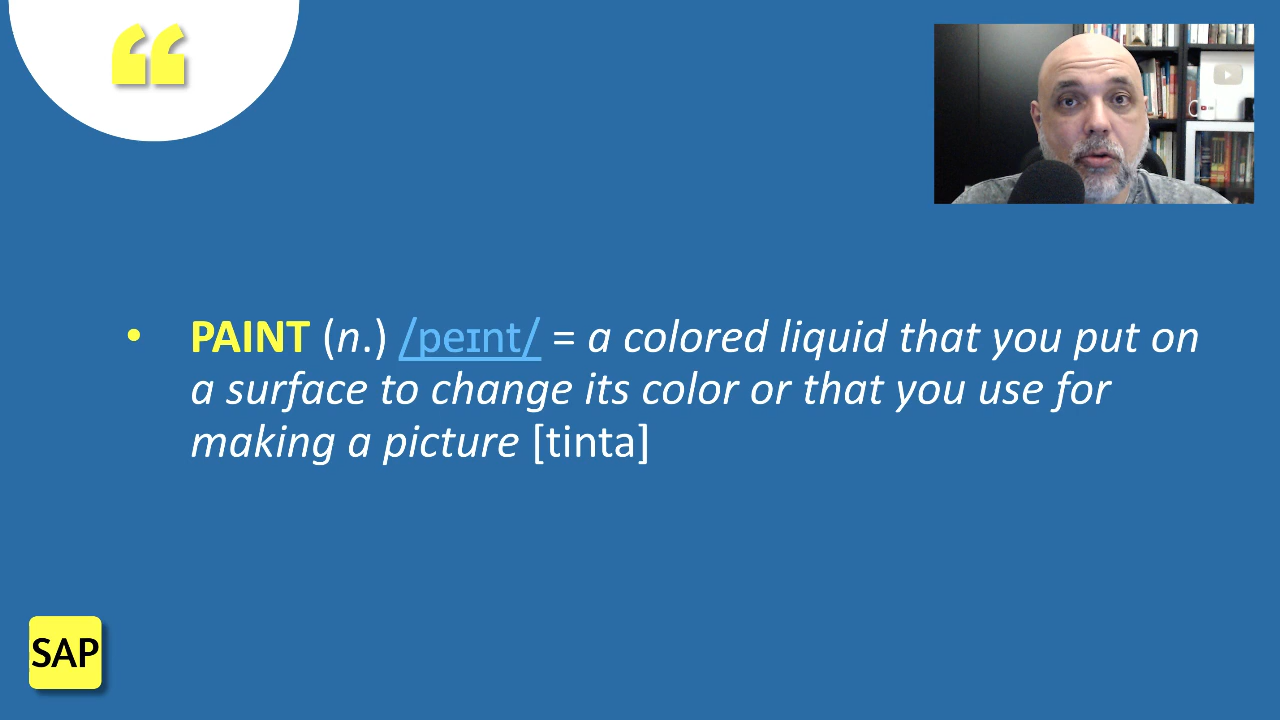 • PAINT (n.) /peɪnt/ = a colored liquid that you put on
a surface to change its color or that you use for
making a picture [tinta]
SAP